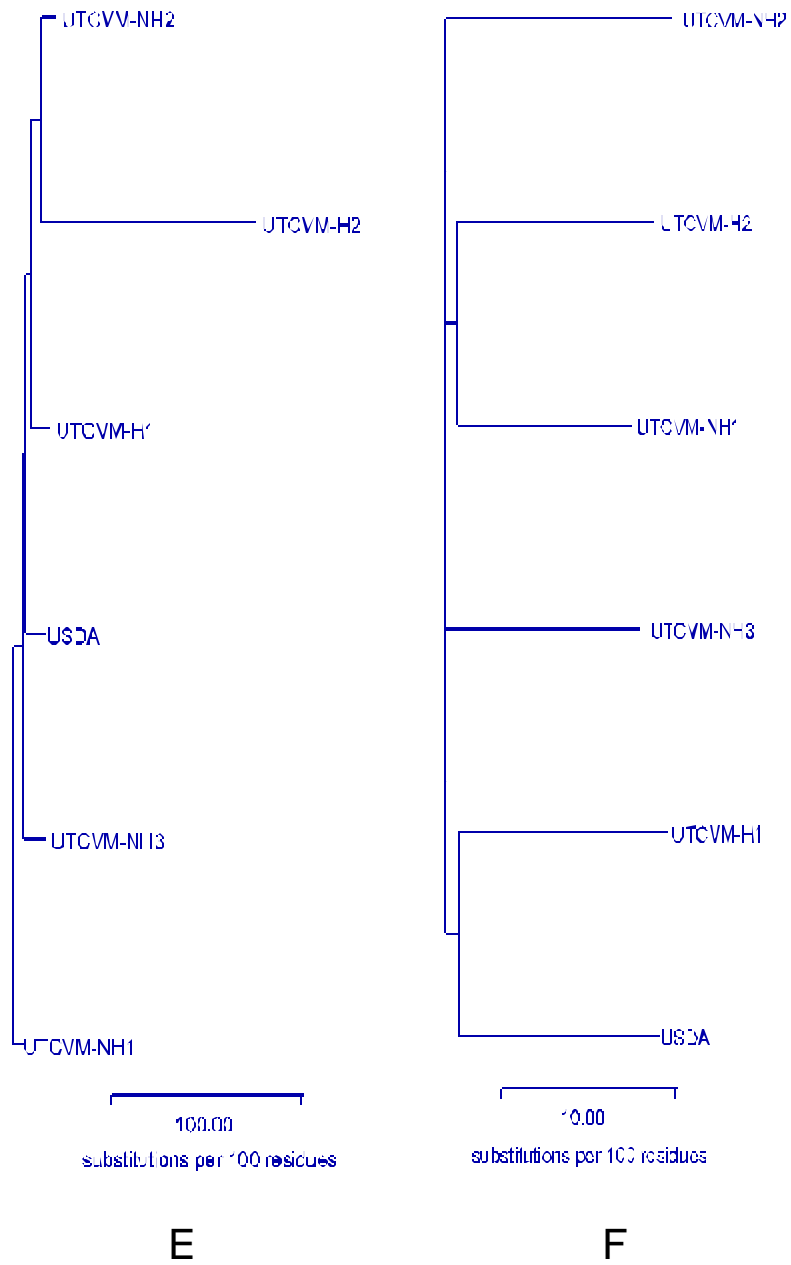 UTCVM-NH2
UTCVM-H2
UTCVM-H1
USDA
UTCVM-NH3
UTCVM-NH1
100.00
substitutions per 100 residues
E
UTCVM-NH2
UTCVM-H2
UTCVM-NH1
UTCVM-NH3
UTCVM-H1
USDA
10.00
substitutions per 100 residues
F